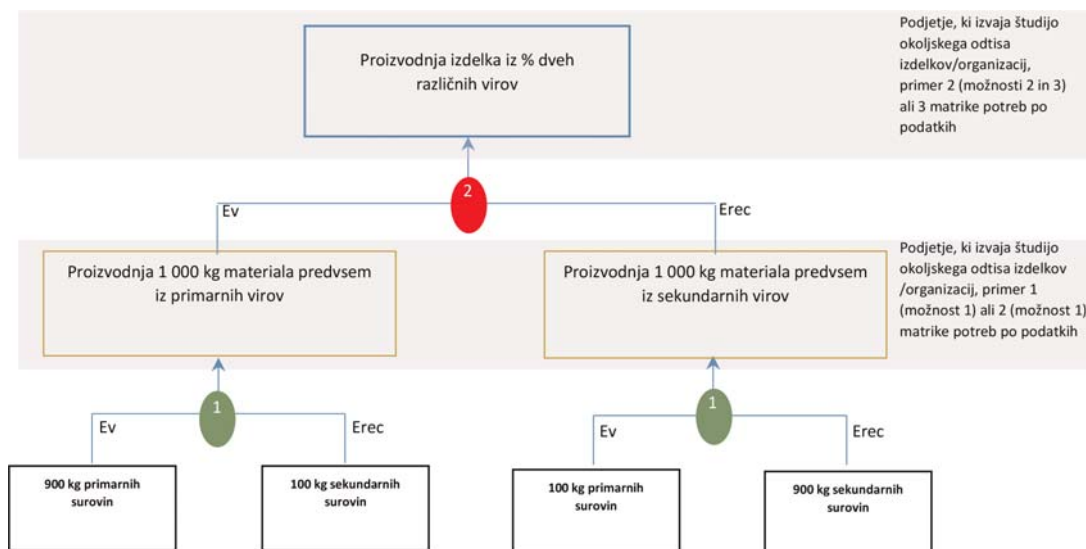 Proizvodnja izdelka iz % dveh
različnih virov
Podjetje, ki izvaja študijo
okoljskega odtisa
izdelkov/organizacij,
primer 2 (možnosti 2 in 3)
ali 3 matrike potreb po
podatkih
2
Ev
Erec
Proizvodnja 1 000 kg materiala predvsem
iz primarnih virov
Proizvodnja 1 000 kg materiala predvsem
iz sekundarnih virov
Podjetje, ki izvaja študijo
okoljskega odtisa izdelkov
/organizacij, primer 1
(možnost 1) ali 2 (možnost 1)
matrike potreb po podatkih
1
1
Ev
Erec
Ev
Erec
900 kg primarnih
surovin
100 kg sekundarnih
surovin
100 kg primarnih
surovin
900 kg sekundarnih
surovin